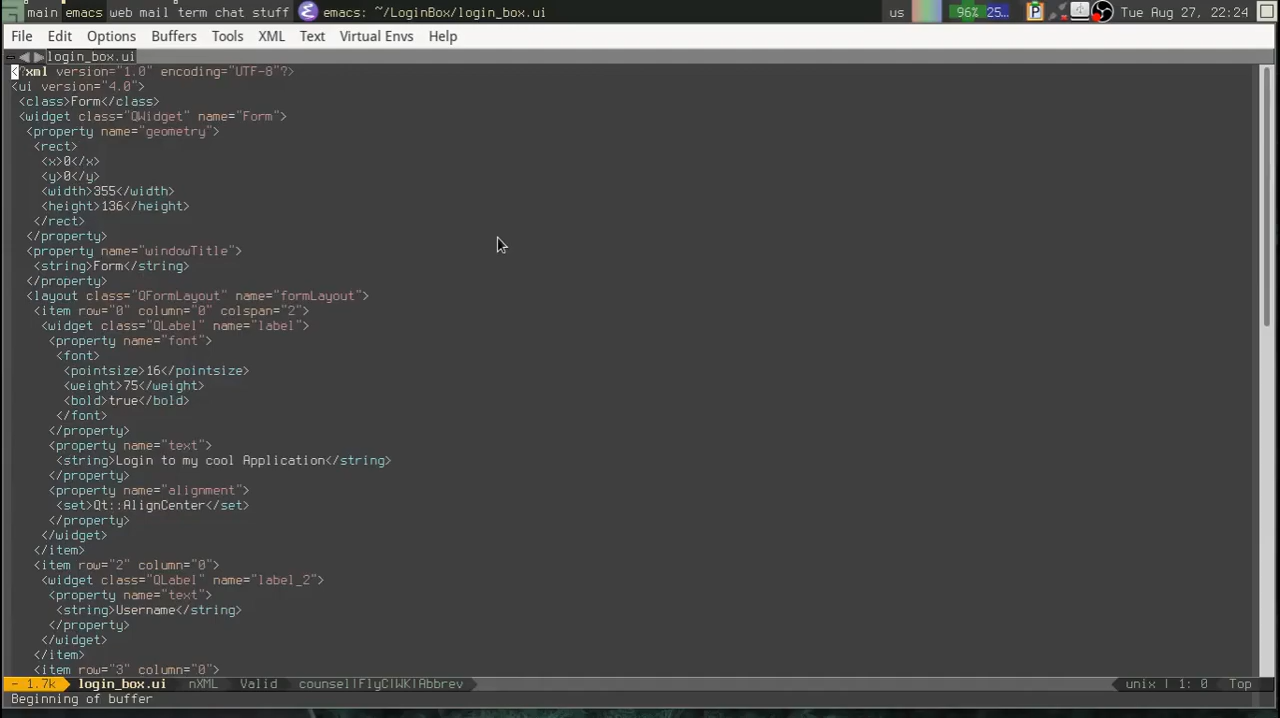 main emacs web mail term chat stuff emacs: ~/LoginBox/login_box.ui us 96% 25... Tue Aug 27, 22:24
File Edit Options Buffers Tools XML Text Virtual Envs Help
login_box.ui
<?xml version="1.0" encoding="UTF-8"?>
<ui version="4.0">
<class>Form</class>
<widget class="QWidget" name="Form">
<property name="geometry">
<rect>
<x>0</x>
<y>0</y>
<width>355</width>
<height>136</height>
</rect>
</property>
<property name="windowTitle">
<string>Form</string>
</property>
<layout class="QFormLayout" name="formLayout">
<item row="0" column="0" colspan="2">
<widget class="QLabel" name="label">
<property name="font">
<font>
<pointsize>16</pointsize>
<weight>75</weight>
<bold>true</bold>
</font>
</property>
<property name="text">
<string>Login to my cool Application</string>
</property>
<property name="alignment">
<set>Qt::AlignCenter</set>
</property>
</widget>
</item>
<item row="2" column="0">
<widget class="QLabel" name="label_2">
<property name="text">
<string>Username</string>
</property>
</widget>
</item>
<item row="3" column="0">
- 1.7k login_box.ui nXML Valid counsel|FlyC|WK|Abbrev unix | 1: 0 Top
Beginning of buffer